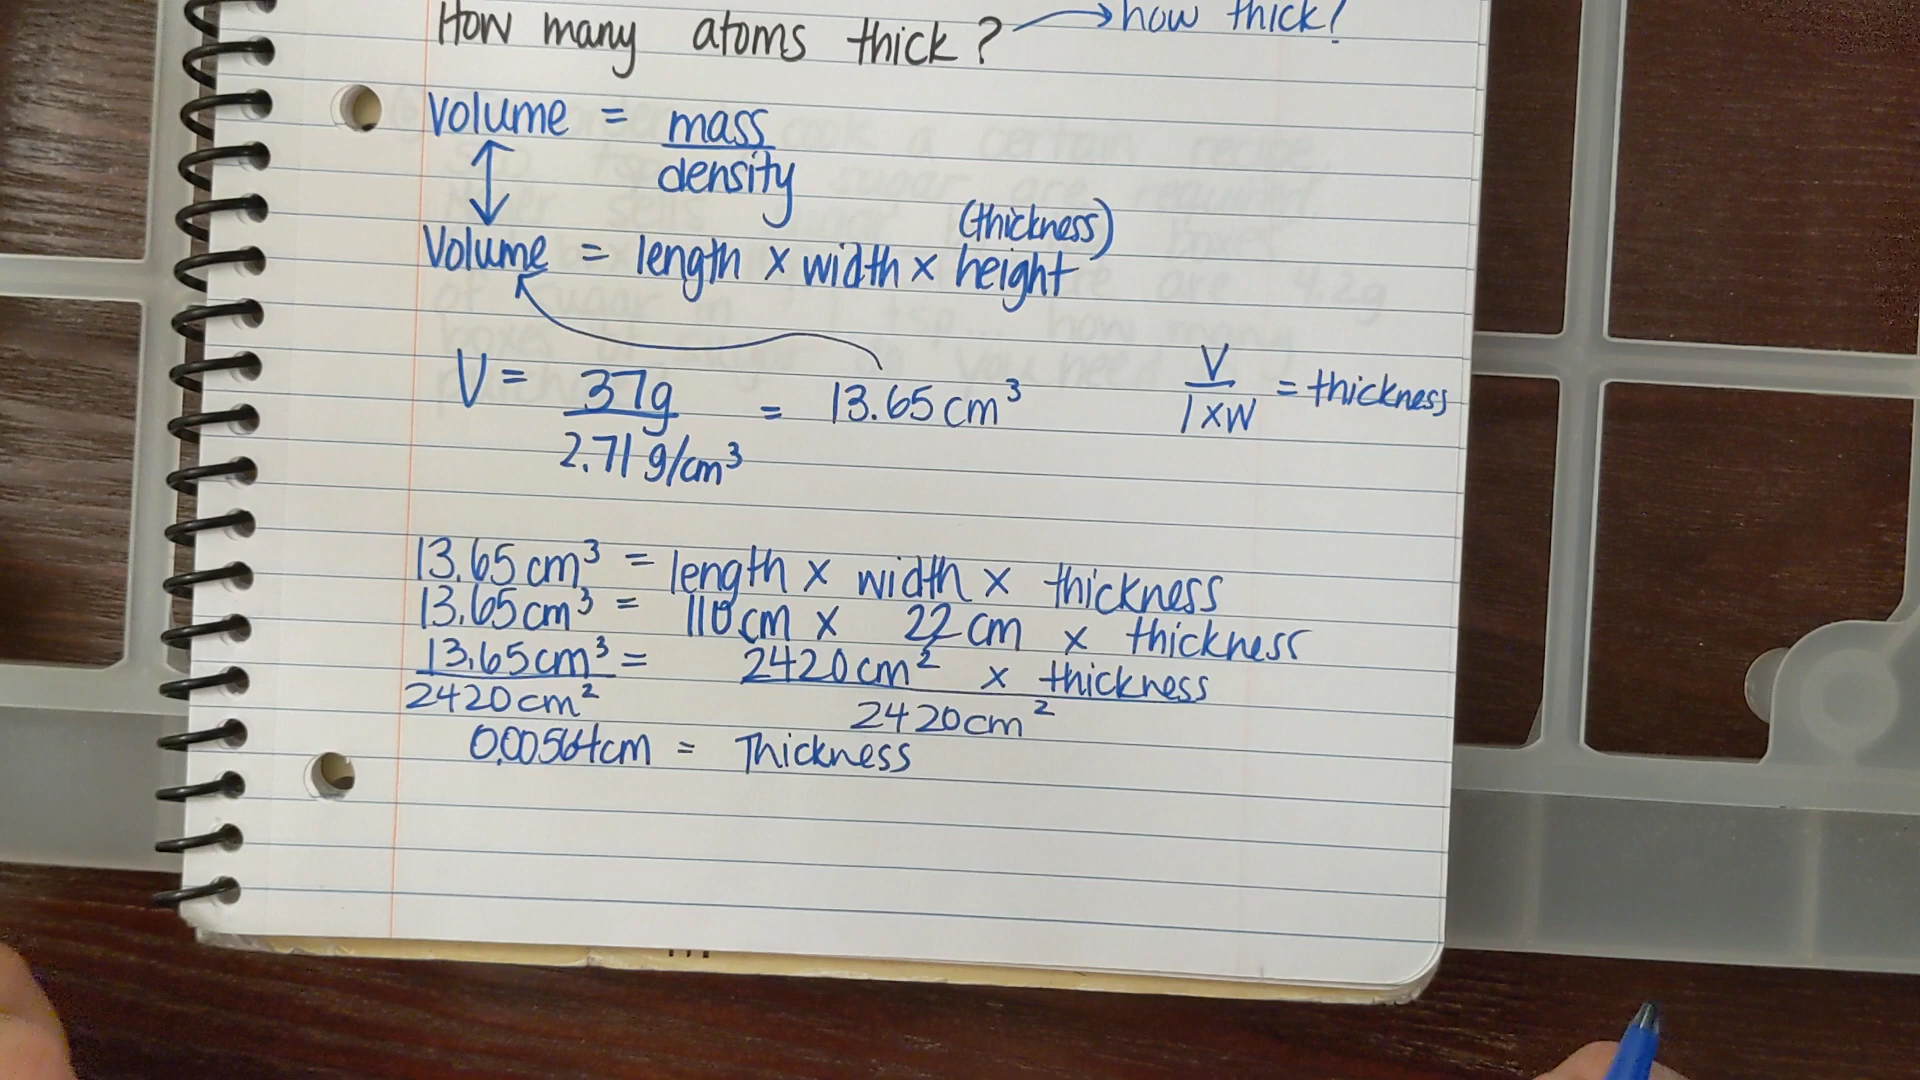 How many atoms thick? → how thick!
Volume = mass
density
(thickness)
Volume = length x width x height
V = 37g = 13.65 cm³
2.71 g/cm³
V = thickness
l x W
13.65 cm³ = length x width x thickness
13.65 cm³ = 110 cm x 22 cm x thickness
13.65 cm³ = 2420 cm² x thickness
2420 cm² 2420 cm²
0.00564 cm = Thickness